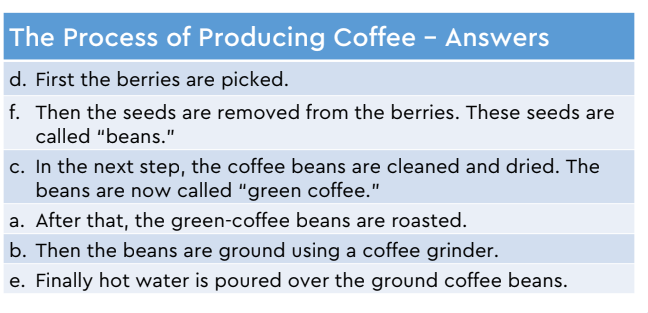 The Process of Producing Coffee – Answers
d. First the berries are picked.
f. Then the seeds are removed from the berries. These seeds are
called “beans.”
c. In the next step, the coffee beans are cleaned and dried. The
beans are now called “green coffee.”
a. After that, the green-coffee beans are roasted.
b. Then the beans are ground using a coffee grinder.
e. Finally hot water is poured over the ground coffee beans.